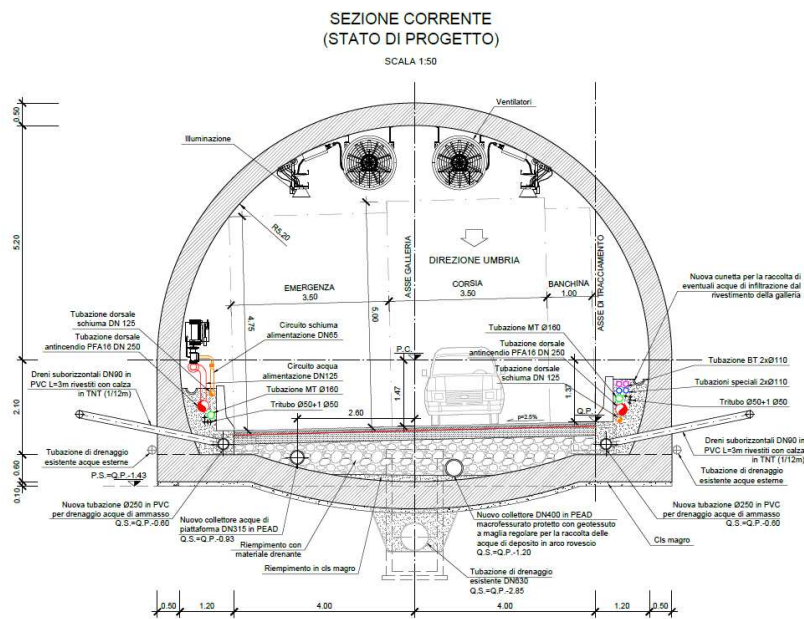 SEZIONE CORRENTE
(STATO DI PROGETTO)
SCALA 1:50
0.50
5.20
2.10
0.60
0.10
Illuminazione
Ventilatori
R5.20
ASSE GALLERIA
DIREZIONE UMBRIA
ASSE DI TRACCIAMENTO
EMERGENZA
3.50
CORSIA
3.50
BANCHINA
1.00
4.75
5.00
Nuova cunetta per la raccolta di
eventuali acque di infiltrazione dal
rivestimento della galleria
Tubazione dorsale
schiuma DN 125
Tubazione dorsale
antincendio PFA16 DN 250
Dreni suborizzontali DN90 in
PVC L=3m rivestiti con calza
in TNT (1/12m)
Circuito schiuma
alimentazione DN65
Circuito acqua
alimentazione DN125
Tubazione MT Ø160
Tritubo Ø50+1 Ø50
P.C.
1.47
2.60
Tubazione MT Ø160
Tubazione dorsale
antincendio PFA16 DN 250
Tubazione dorsale
schiuma DN 125
1.37
Q.P.
p=2.5%
Tubazione BT 2xØ110
Tubazioni speciali 2xØ110
Tritubo Ø50+1 Ø50
Dreni suborizzontali DN90 in
PVC L=3m rivestiti con calza
in TNT (1/12m)
Tubazione di drenaggio
esistente acque esterne
Tubazione di drenaggio
esistente acque esterne
P.S.=Q.P.-1.43
Nuova tubazione Ø250 in PVC
per drenaggio acque di ammasso
Q.S.=Q.P.-0.60
Nuovo collettore acque di
piattaforma DN315 in PEAD
Q.S.=Q.P.-0.93
Riempimento con
materiale drenante
Riempimento in cls magro
Nuovo collettore DN400 in PEAD
macrofessurato protetto con geotessuto
a maglia regolare per la raccolta delle
acque di deposito in arco rovescio
Q.S.=Q.P.-1.20
Tubazione di drenaggio
esistente DN630
Q.S.=Q.P.-2.85
Nuova tubazione Ø250 in PVC
per drenaggio acque di ammasso
Q.S.=Q.P.-0.60
Cls magro
0.50
1.20
4.00
4.00
1.20
0.50